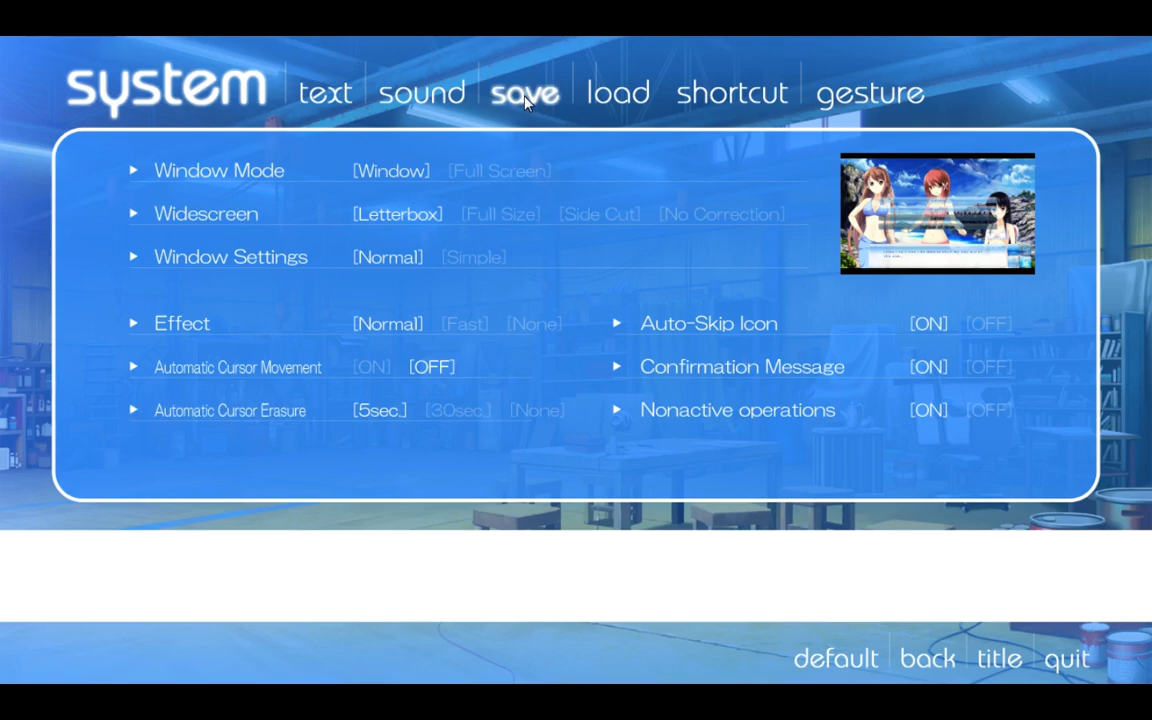 system text sound save load shortcut gesture
Window Mode [Window] [Full Screen]
Widescreen [Letterbox] [Full Size] [Side Cut] [No Correction]
Window Settings [Normal] [Simple]
Effect [Normal] [Fast] [None] Auto-Skip Icon [ON] [OFF]
Automatic Cursor Movement [ON] [OFF] Confirmation Message [ON] [OFF]
Automatic Cursor Erasure [5sec.] [30sec.] [None] Nonactive operations [ON] [OFF]
default back title quit